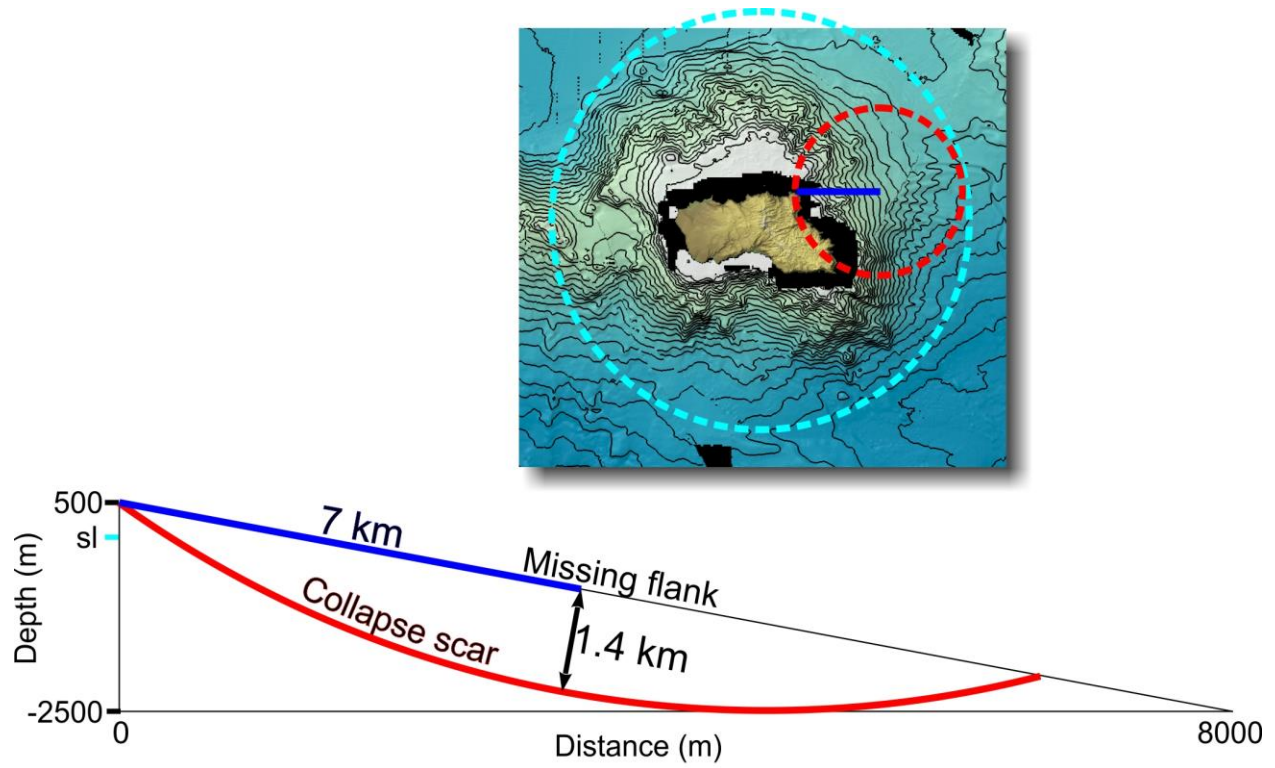 500
sl
7 km
Missing flank
Collapse scar
1.4 km
Depth (m)
-2500
0
8000
Distance (m)